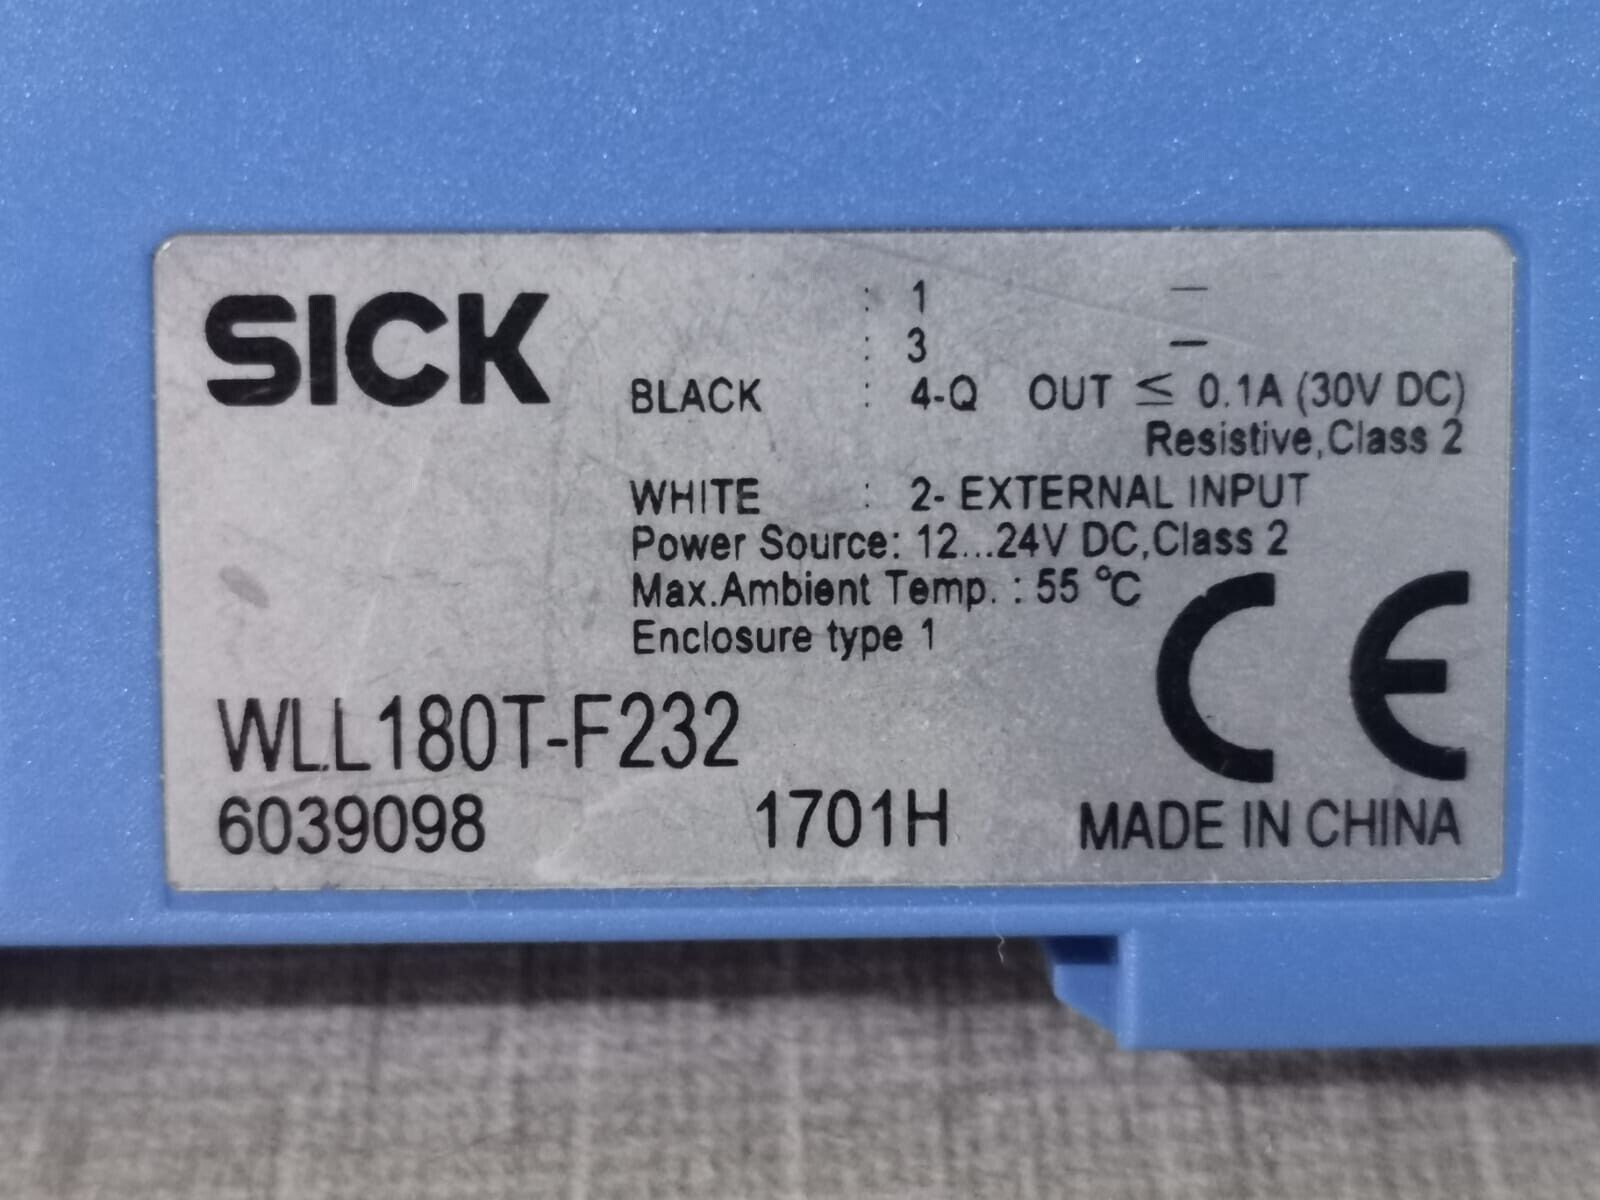 SICK
: 1 —
: 3 —
BLACK : 4-Q OUT ≤ 0.1A (30V DC)
Resistive,Class 2
WHITE : 2- EXTERNAL INPUT
Power Source: 12...24V DC,Class 2
Max.Ambient Temp. : 55 °C
Enclosure type 1
CE
WLL180T-F232
6039098 1701H MADE IN CHINA